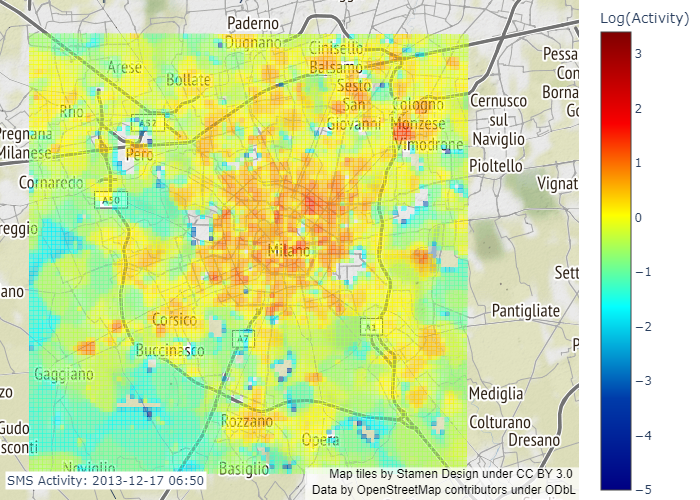 Log(Activity)
3
2
1
0
−1
−2
−3
−4
−5
Paderno
Dugnano
Cinisello
Balsamo
Arese
Bollate
Sesto
San
Giovanni
Cologno
Monzese
Vimodrone
Cernusco
sul
Naviglio
Pessa
Con
Borna
Go
Rho
A52
Pregnana
Milanese
Pero
Pioltello
Cornaredo
A50
Vignat
reggio
Milano
Sett
ano
Pantigliate
Corsico
A1
A7
Buccinasco
P
Gaggiano
zo
Mediglia
Rozzano
Colturano
Gudo
sconti
Opera
Dresano
Noviglio
Basiglio
SMS Activity: 2013-12-17 06:50
Map tiles by Stamen Design under CC BY 3.0
Data by OpenStreetMap contributors under ODbL